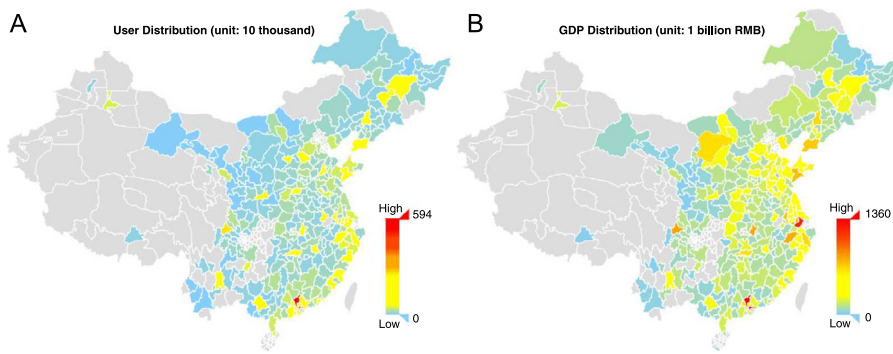 A
User Distribution (unit: 10 thousand)
High
594
Low
0
B
GDP Distribution (unit: 1 billion RMB)
High
1360
Low
0